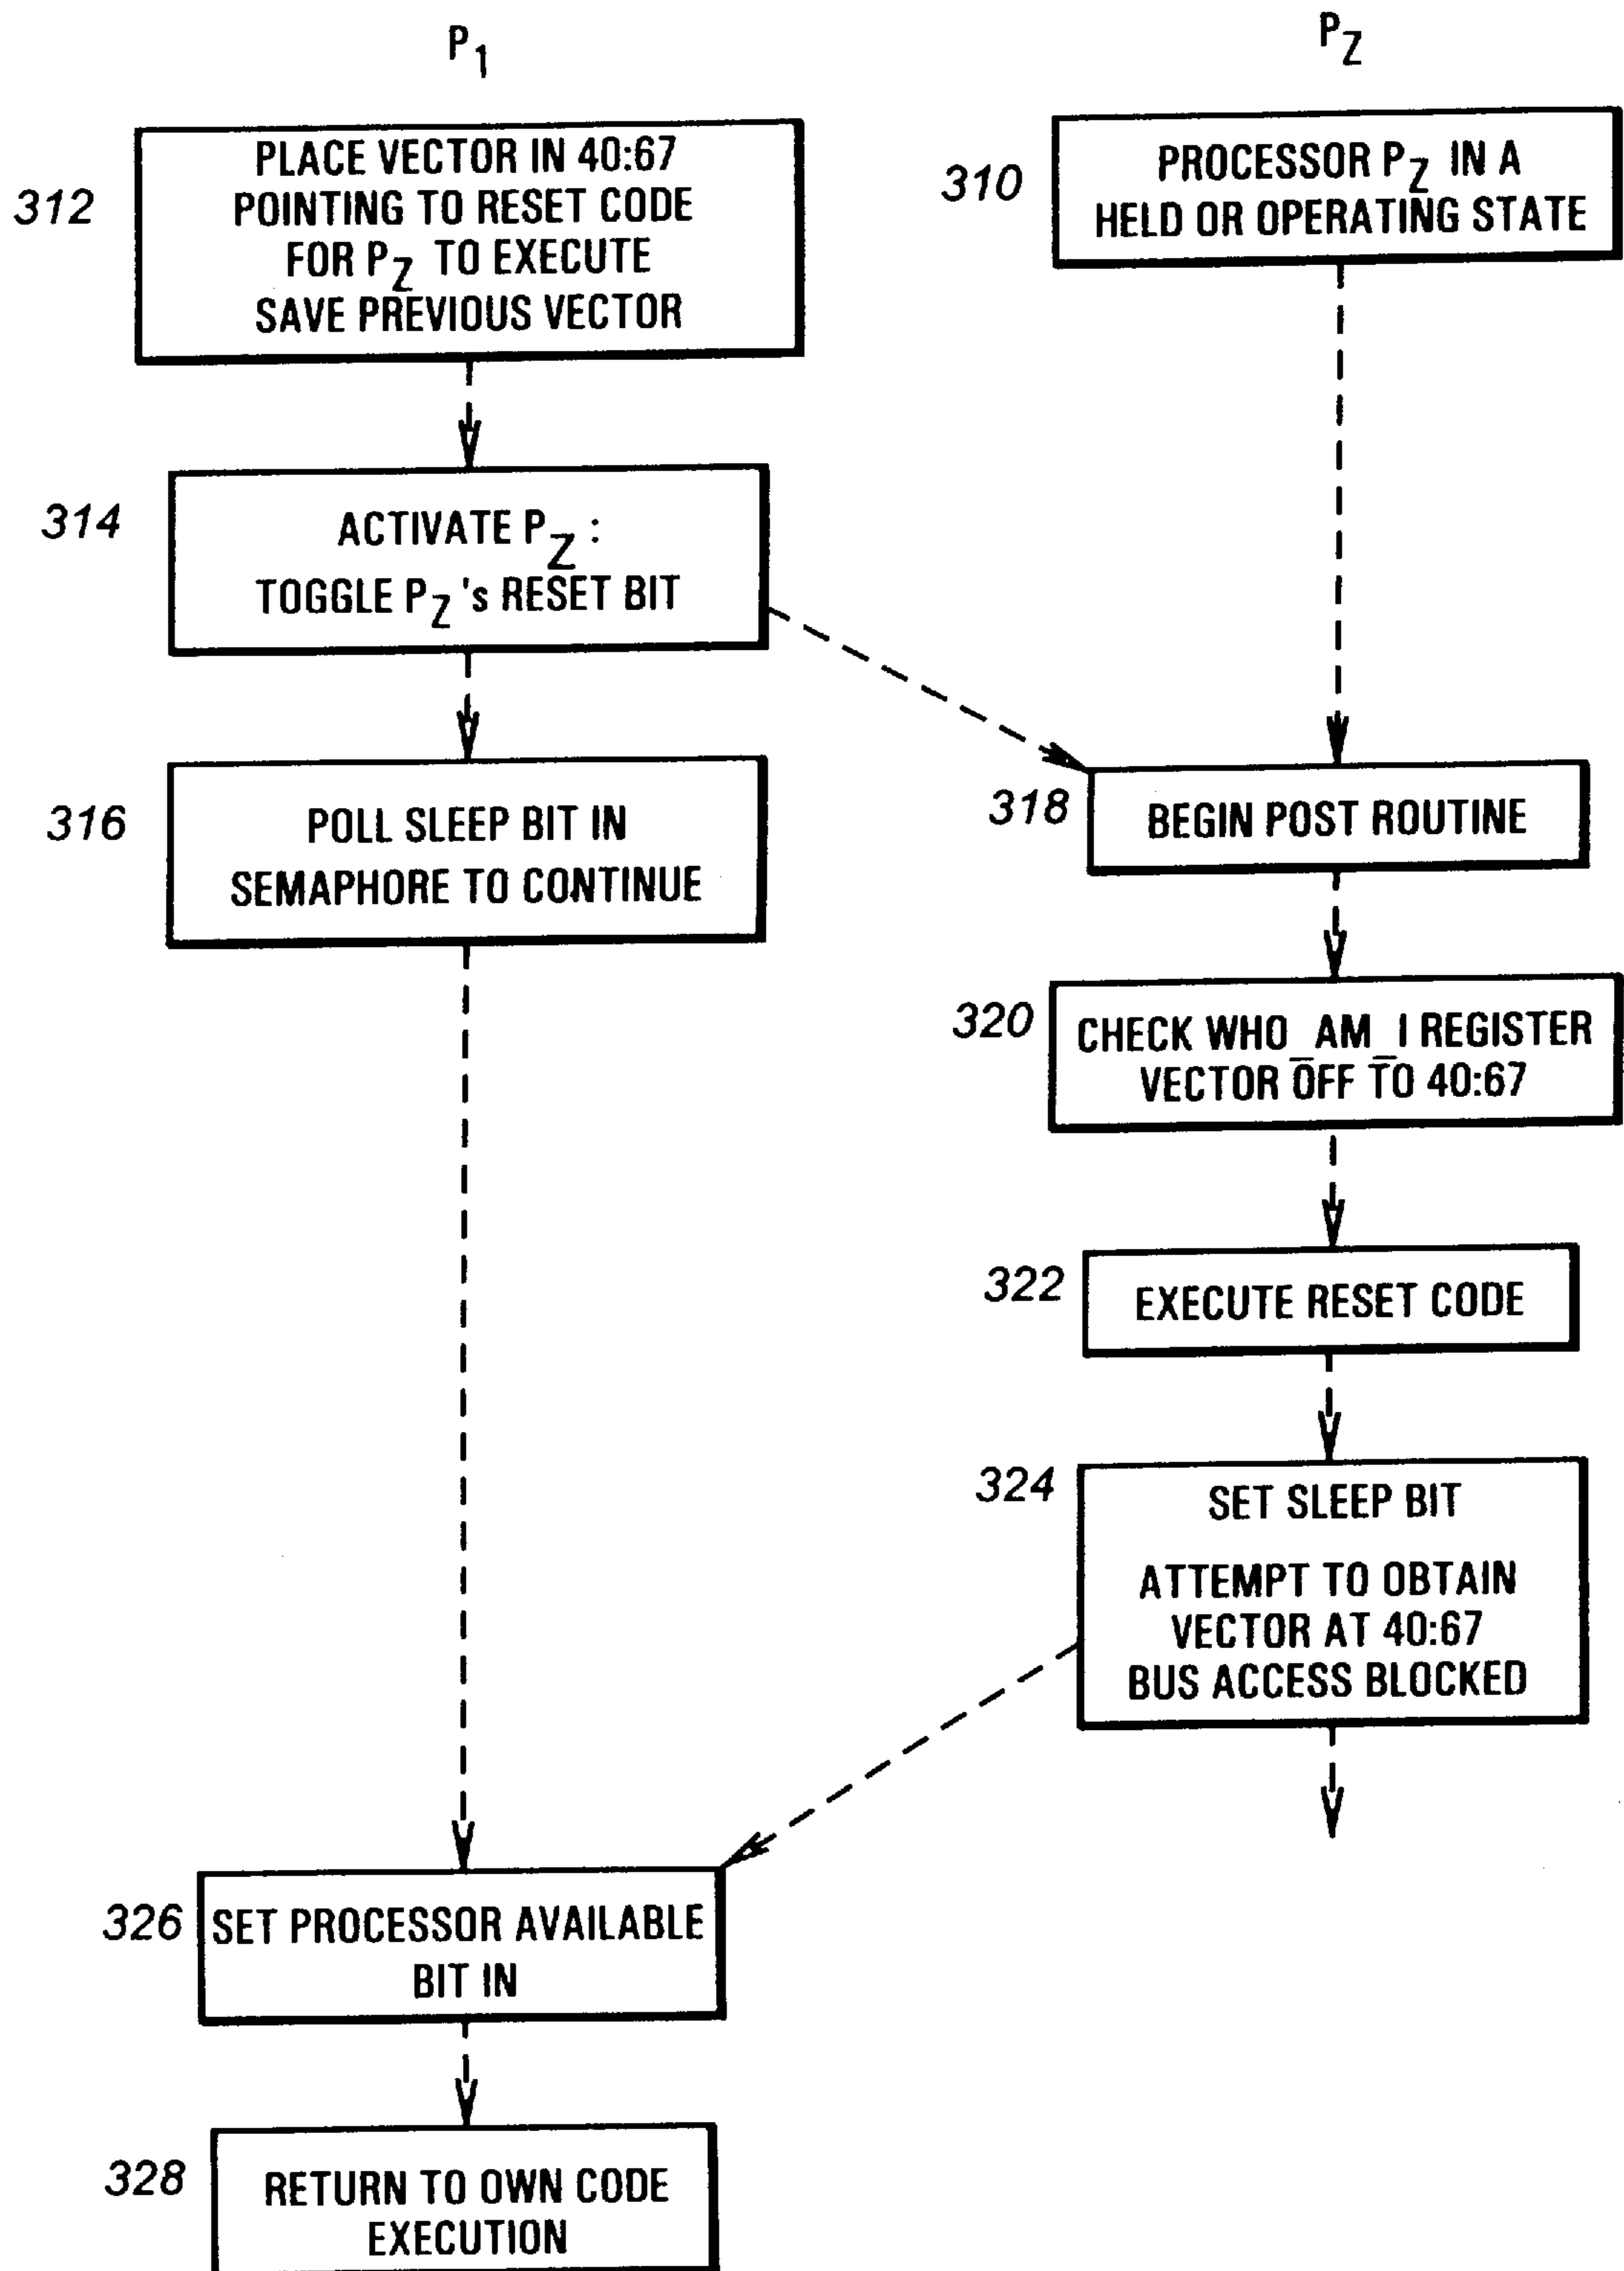 P1
PZ
312
PLACE VECTOR IN 40:67
POINTING TO RESET CODE
FOR PZ TO EXECUTE
SAVE PREVIOUS VECTOR
310
PROCESSOR PZ IN A
HELD OR OPERATING STATE
314
ACTIVATE PZ :
TOGGLE PZ's RESET BIT
316
POLL SLEEP BIT IN
SEMAPHORE TO CONTINUE
318
BEGIN POST ROUTINE
320
CHECK WHO_AM_I REGISTER
VECTOR OFF TO 40:67
322
EXECUTE RESET CODE
324
SET SLEEP BIT
ATTEMPT TO OBTAIN
VECTOR AT 40:67
BUS ACCESS BLOCKED
326
SET PROCESSOR AVAILABLE
BIT IN
328
RETURN TO OWN CODE
EXECUTION